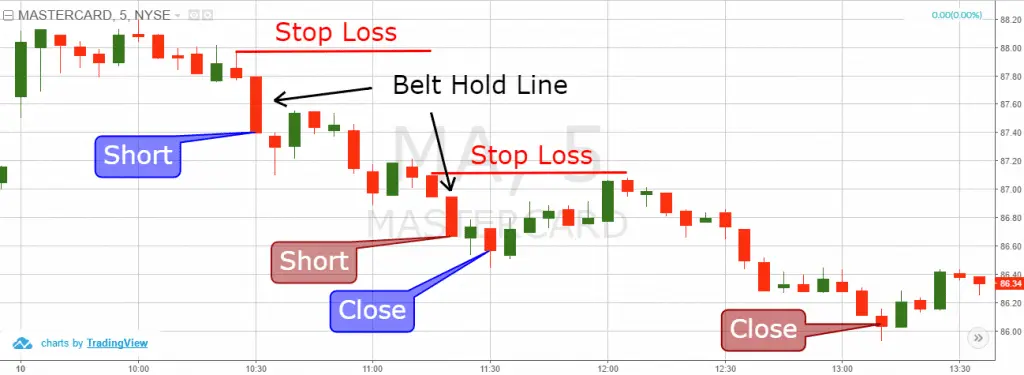 MASTERCARD, 5, NYSE
0.00 (0.00%)
88.20
Stop Loss
88.00
87.80
Belt Hold Line
87.60
87.40
Short
MA, 5
Stop Loss
87.20
87.00
MASTERCARD
86.80
Short
86.60
86.40
86.34
Close
86.20
Close
86.00
charts by TradingView
10
10:00
10:30
11:00
11:30
12:00
12:30
13:00
13:30